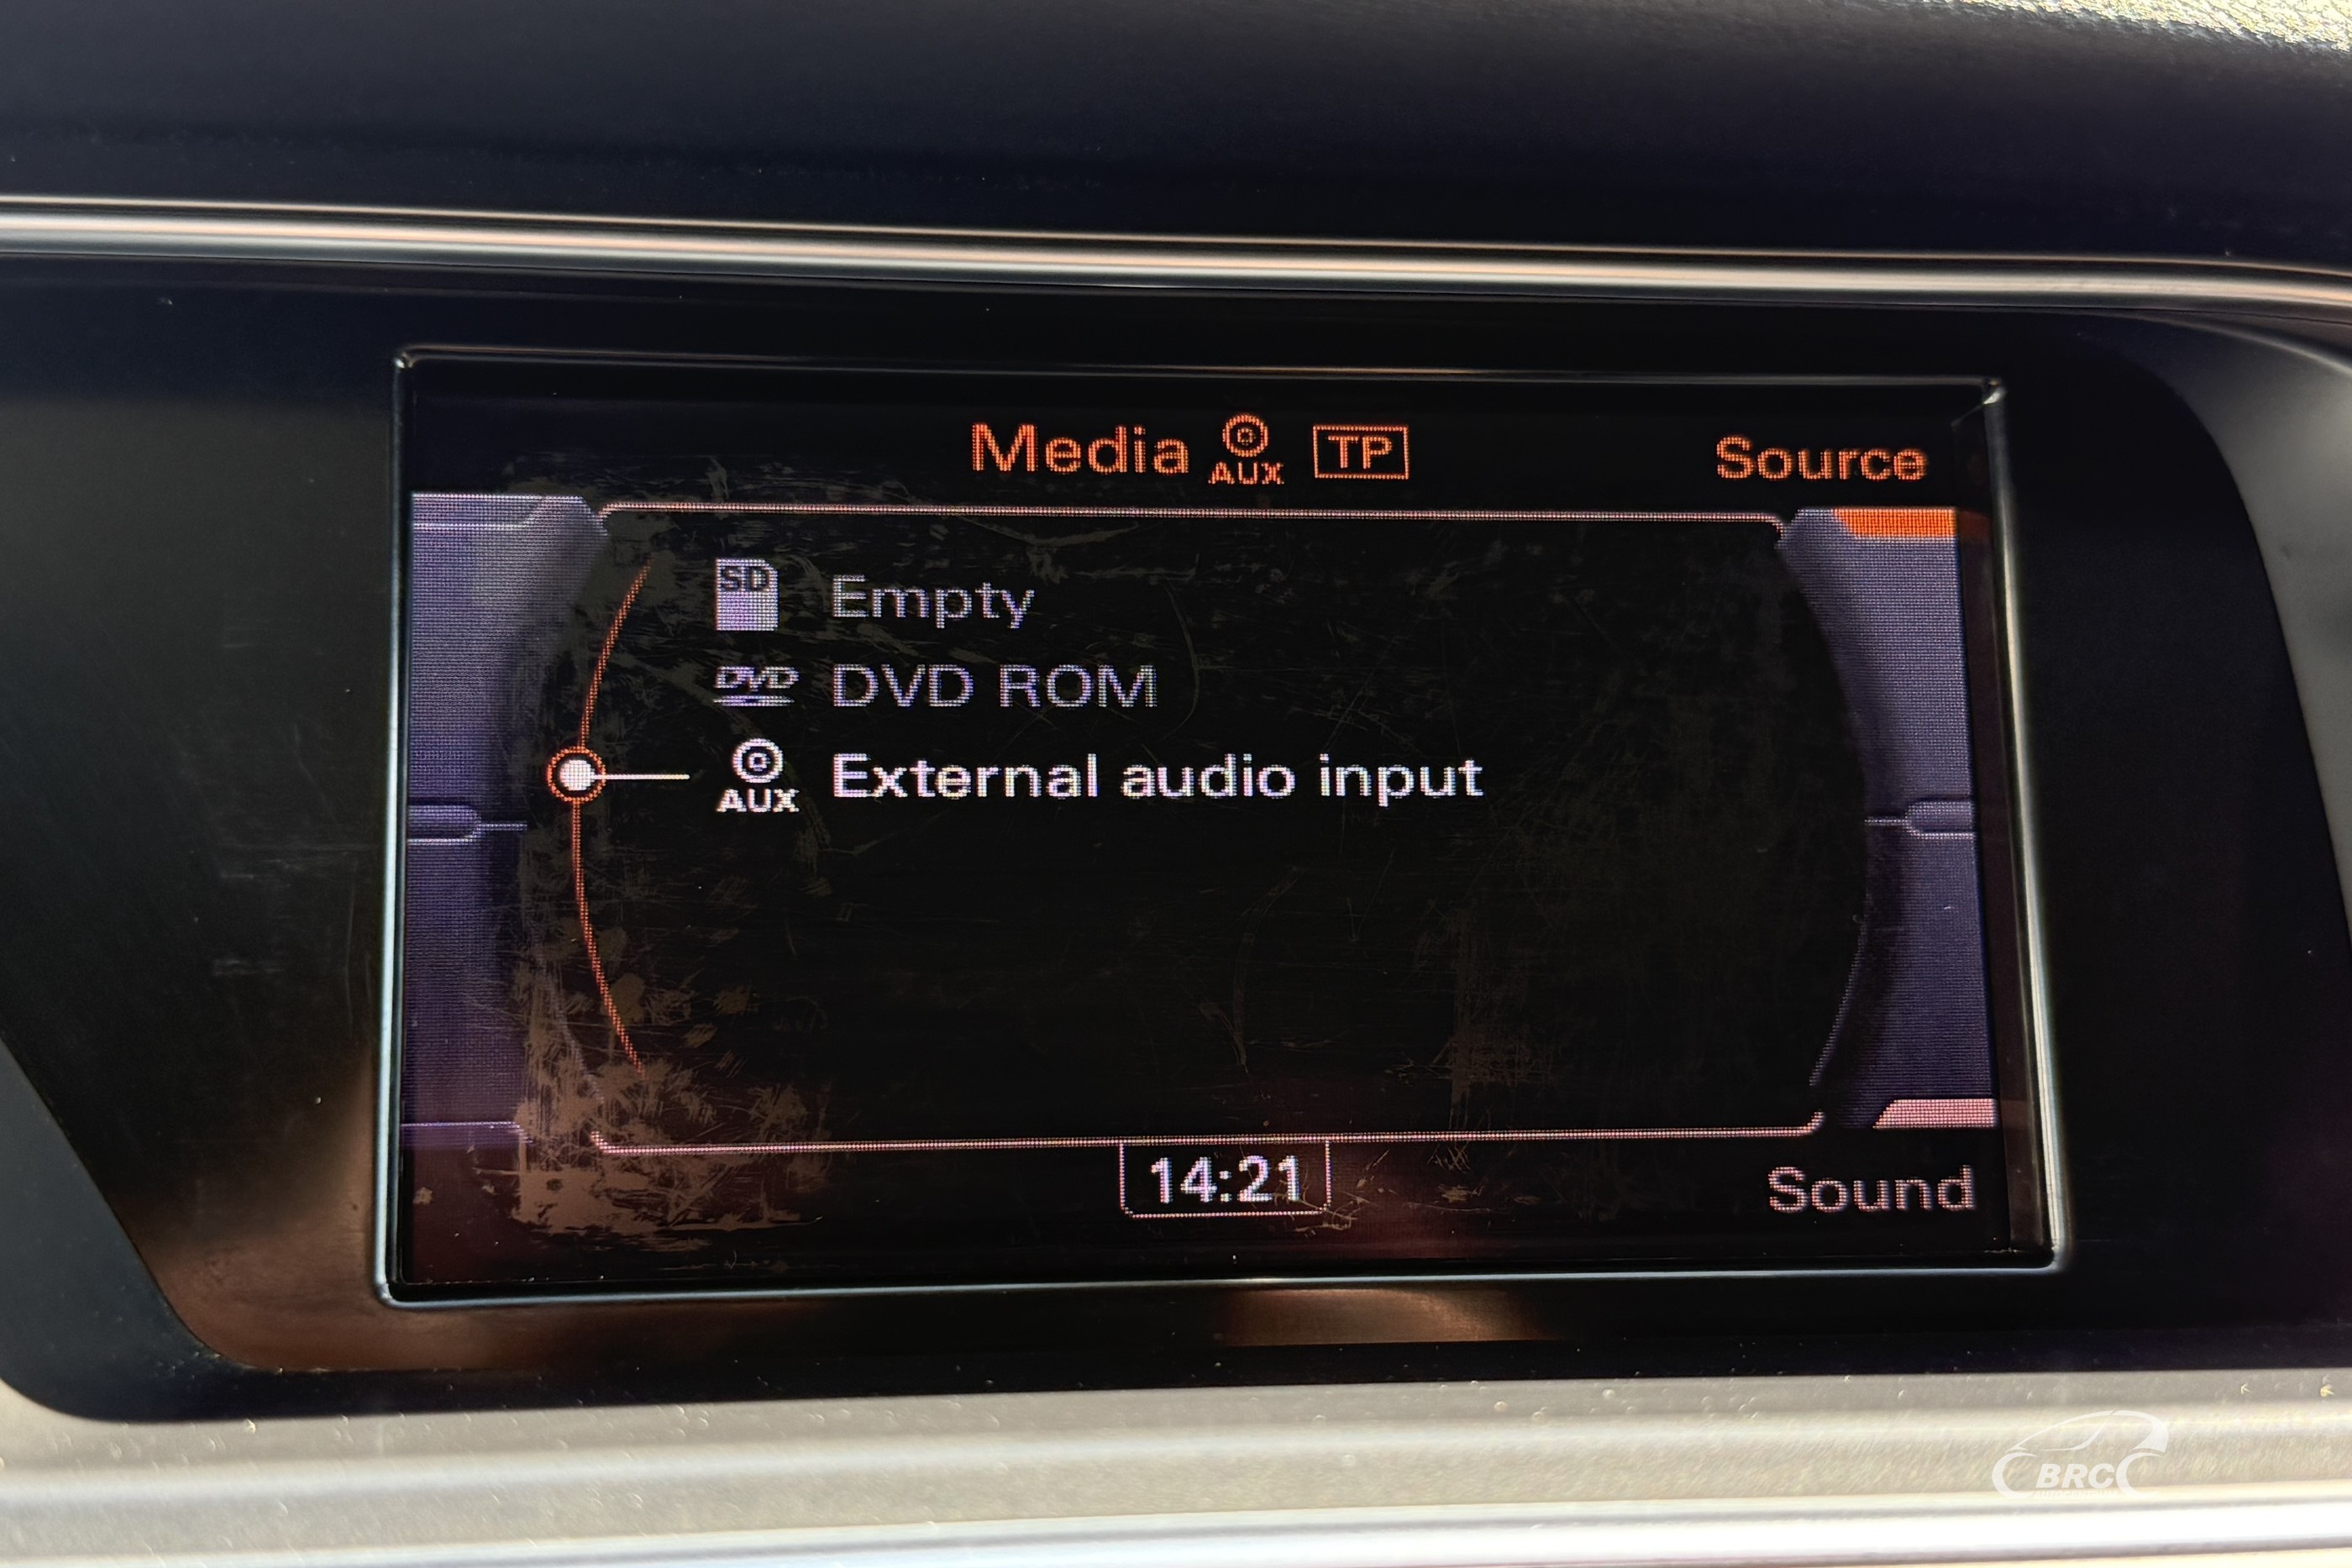 Media AUX TP Source
SD Empty
DVD DVD ROM
AUX External audio input
14:21
Sound
BRC